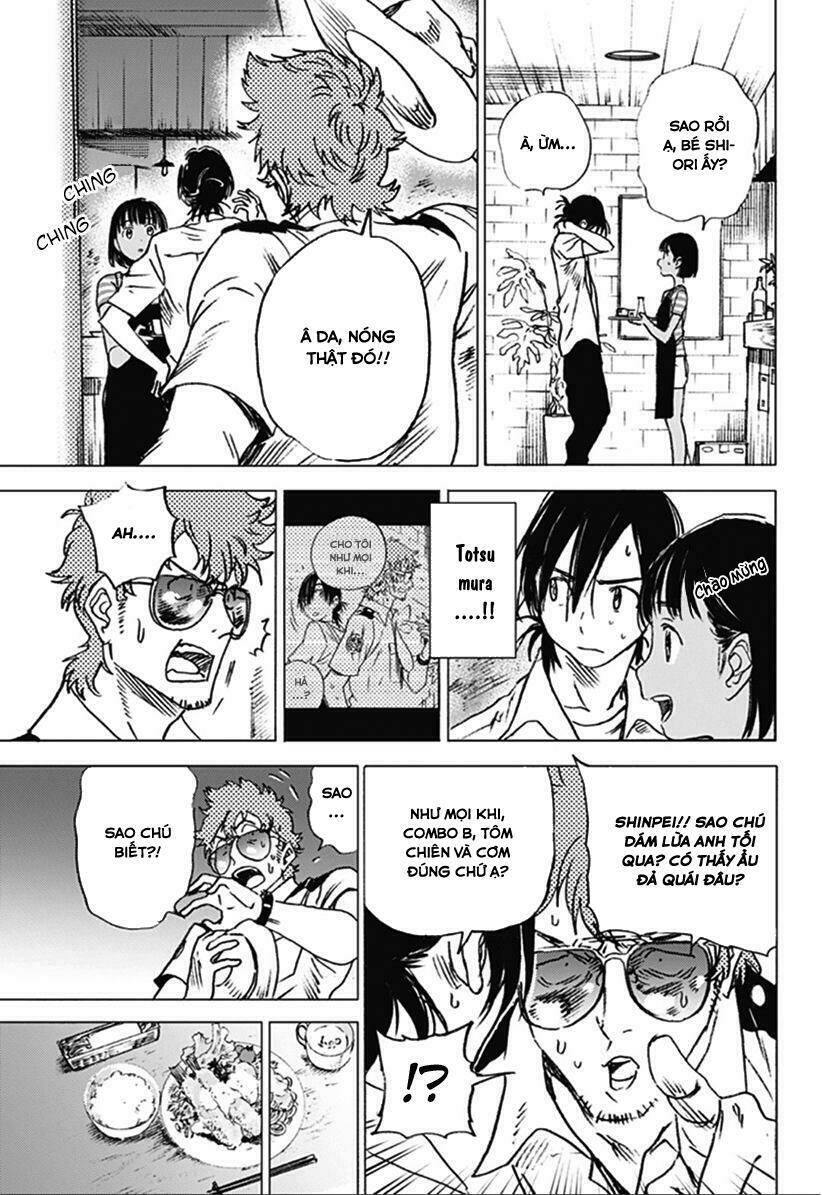 SAO RỒI
Ạ, BÉ SHI-
ORI ẤY?
À, ỪM...
CHING
CHING
Â DA, NÓNG
THẬT ĐÓ!!
Chào Mừng
Totsu
mura
....!!
CHO TÔI
NHƯ MỌI
KHI...
HẢ
...?
AH....
SHINPEI!! SAO CHÚ
DÁM LỪA ANH TỐI
QUA? CÓ THẤY ẨU
ĐẢ QUÁI ĐÂU?
NHƯ MỌI KHI,
COMBO B, TÔM
CHIÊN VÀ CƠM
ĐÚNG CHỨ Ạ?
!?
SAO
...
SAO CHÚ
BIẾT?!